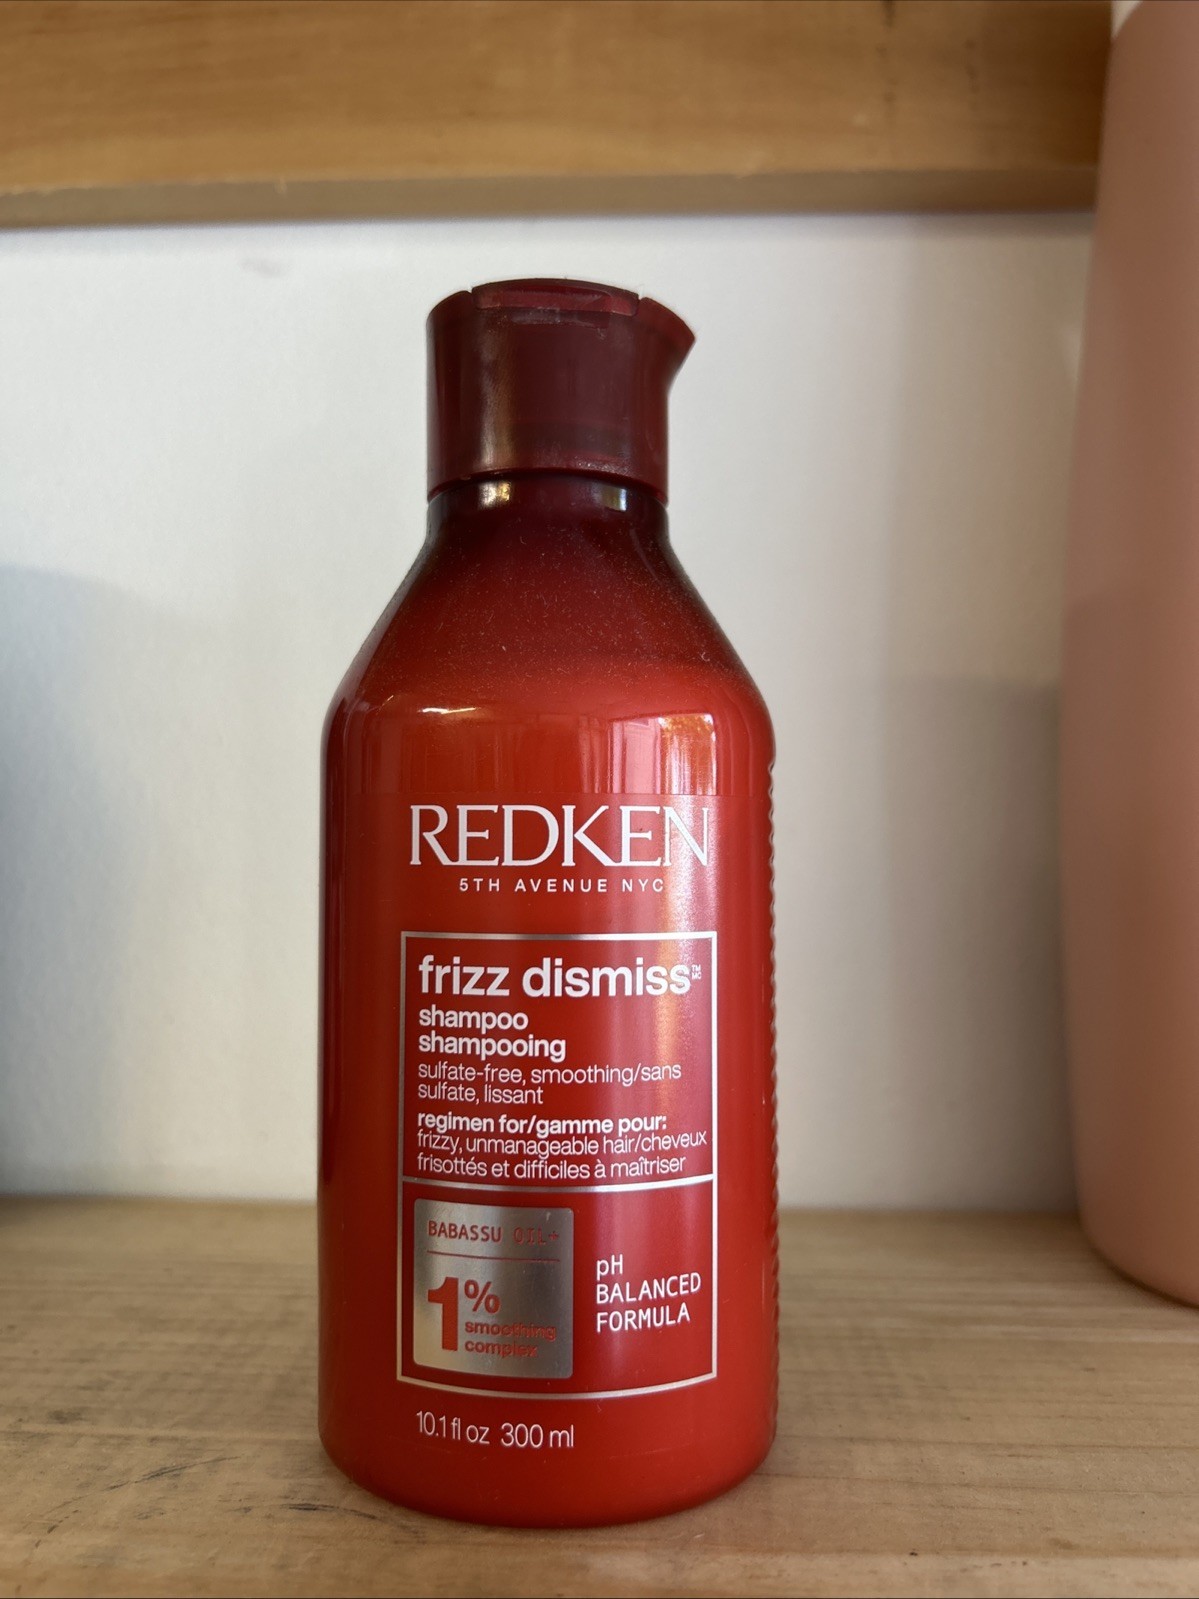 REDKEN
5TH AVENUE NYC
frizz dismiss™ MC
shampoo
shampooing
sulfate-free, smoothing/sans
sulfate, lissant
regimen for/gamme pour:
frizzy, unmanageable hair/cheveux
frisottés et difficiles à maîtriser
BABASSU OIL+
1%
smoothing
complex
pH
BALANCED
FORMULA
10.1 fl oz 300 ml